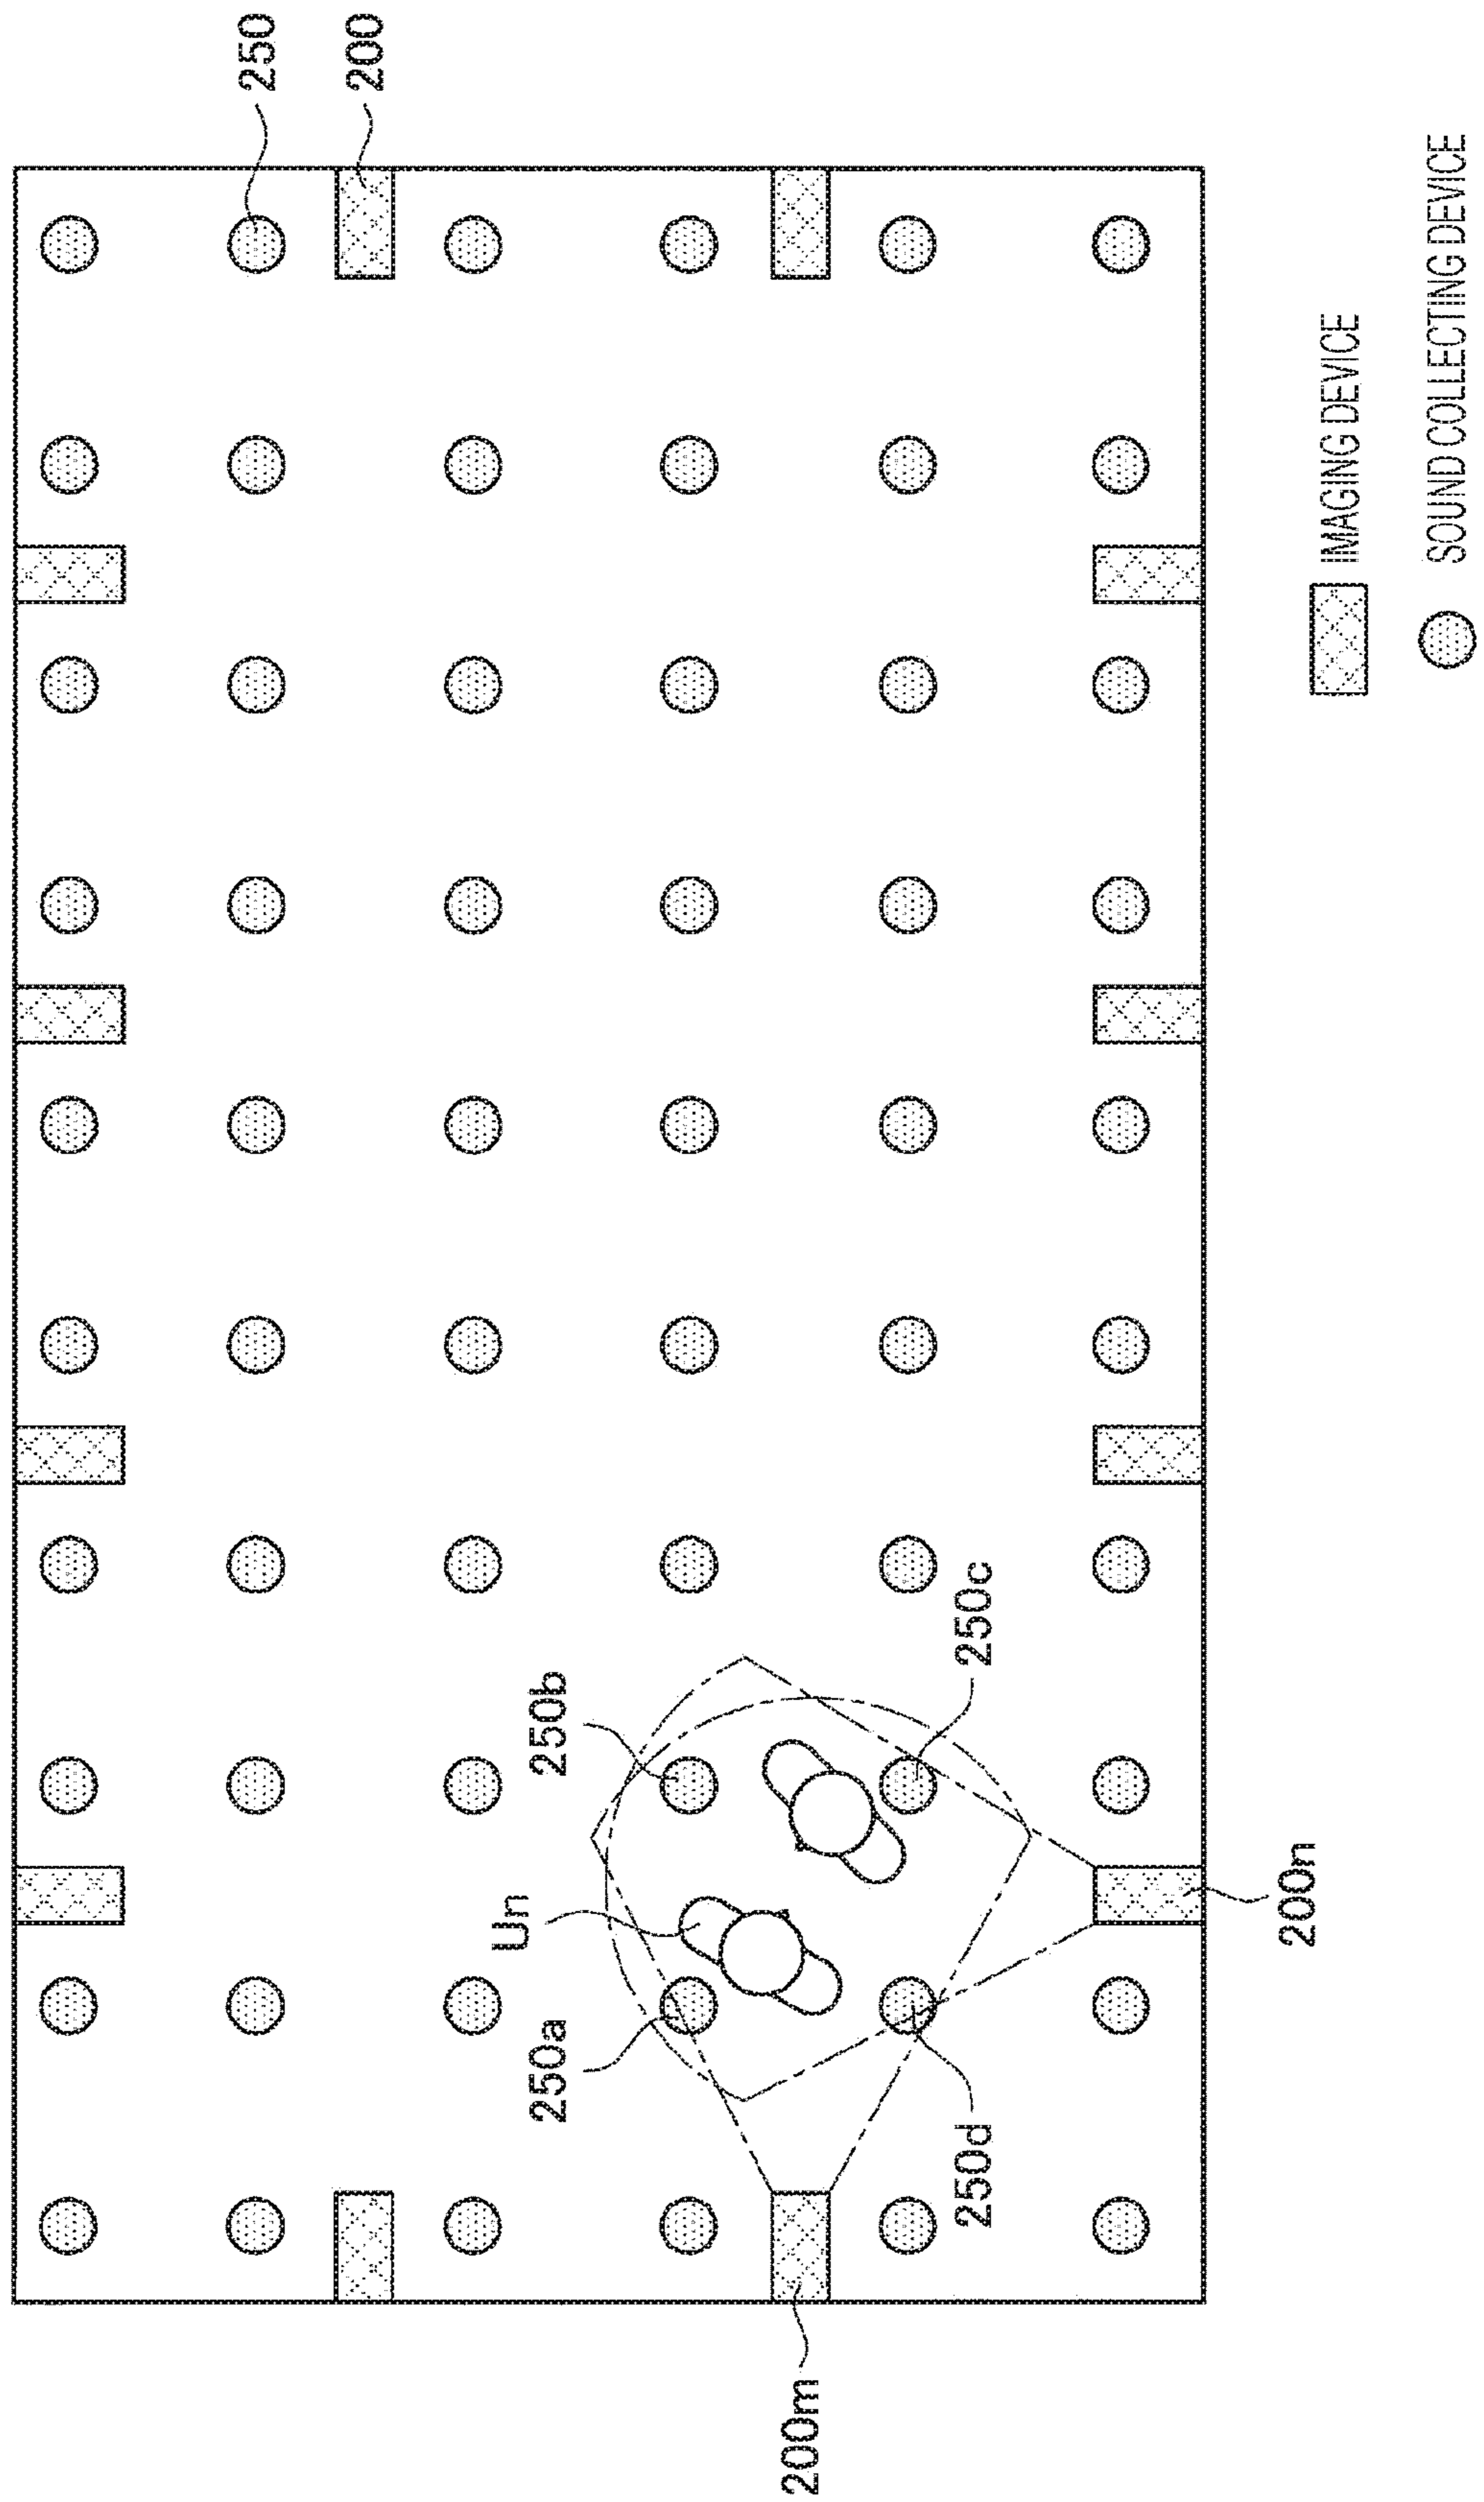 250
200
250b
250c
Un
250a
250d
200n
200m
IMAGING DEVICE
SOUND COLLECTING DEVICE